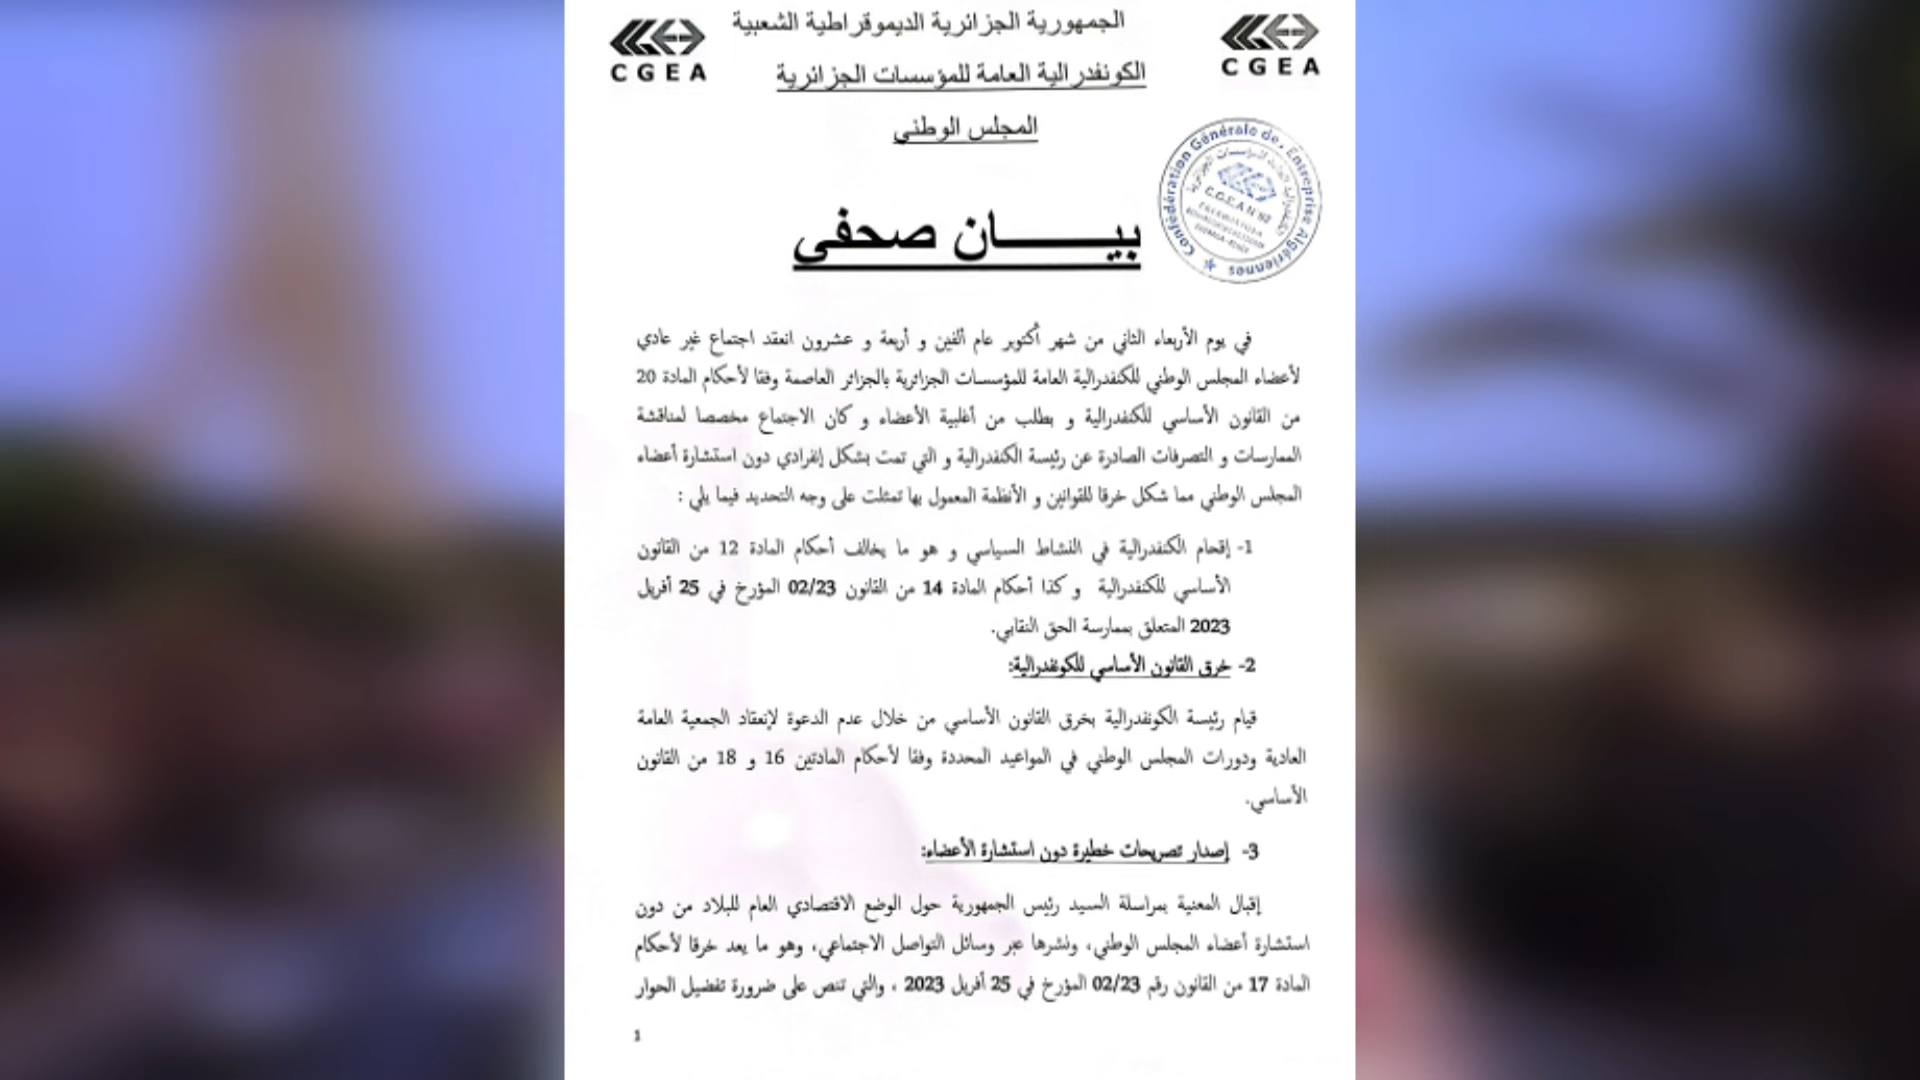 الجمهورية الجزائرية الديموقراطية الشعبية
CGEA
CGEA
الكونفدرالية العامة للمؤسسات الجزائرية
المجلس الوطني
Confédération Générale de Entreprise Algériennes
C.G.E.A N°82
بيـــــــان صحفي
في يوم الأربعاء الثاني من شهر أكتوبر عام ألفين و أربعة و عشرون انعقد اجتماع غير عادي
لأعضاء المجلس الوطني للكنفدرالية العامة للمؤسسات الجزائرية بالجزائر العاصمة وفقا لأحكام المادة 20
من القانون الأساسي للكنفدرالية و بطلب من أغلبية الأعضاء و كان الاجتماع مخصصا لمناقشة
الممارسات و التصرفات الصادرة عن رئيسة الكنفدرالية و التي تمت بشكل إنفرادي دون استشارة أعضاء
المجلس الوطني مما شكل خرقا للقوانين و الأنظمة المعمول بها تمثلت على وجه التحديد فيما يلي :
1- إقحام الكنفدرالية في النشاط السياسي و هو ما يخالف أحكام المادة 12 من القانون
الأساسي للكنفدرالية و كذا أحكام المادة 14 من القانون 02/23 المؤرخ في 25 أفريل
2023 المتعلق بممارسة الحق النقابي.
2- خرق القانون الأساسي للكونفدرالية:
قيام رئيسة الكونفدرالية بخرق القانون الأساسي من خلال عدم الدعوة لإنعقاد الجمعية العامة
العادية ودورات المجلس الوطني في المواعيد المحددة وفقا لأحكام المادتين 16 و 18 من القانون
الأساسي.
3- إصدار تصريحات خطيرة دون استشارة الأعضاء:
إقبال المعنية بمراسلة السيد رئيس الجمهورية حول الوضع الاقتصادي العام للبلاد من دون
استشارة أعضاء المجلس الوطني، ونشرها عبر وسائل التواصل الاجتماعي، وهو ما يعد خرقا لأحكام
المادة 17 من القانون رقم 02/23 المؤرخ في 25 أفريل 2023 ، والتي تنص على ضرورة تفضيل الحوار
1